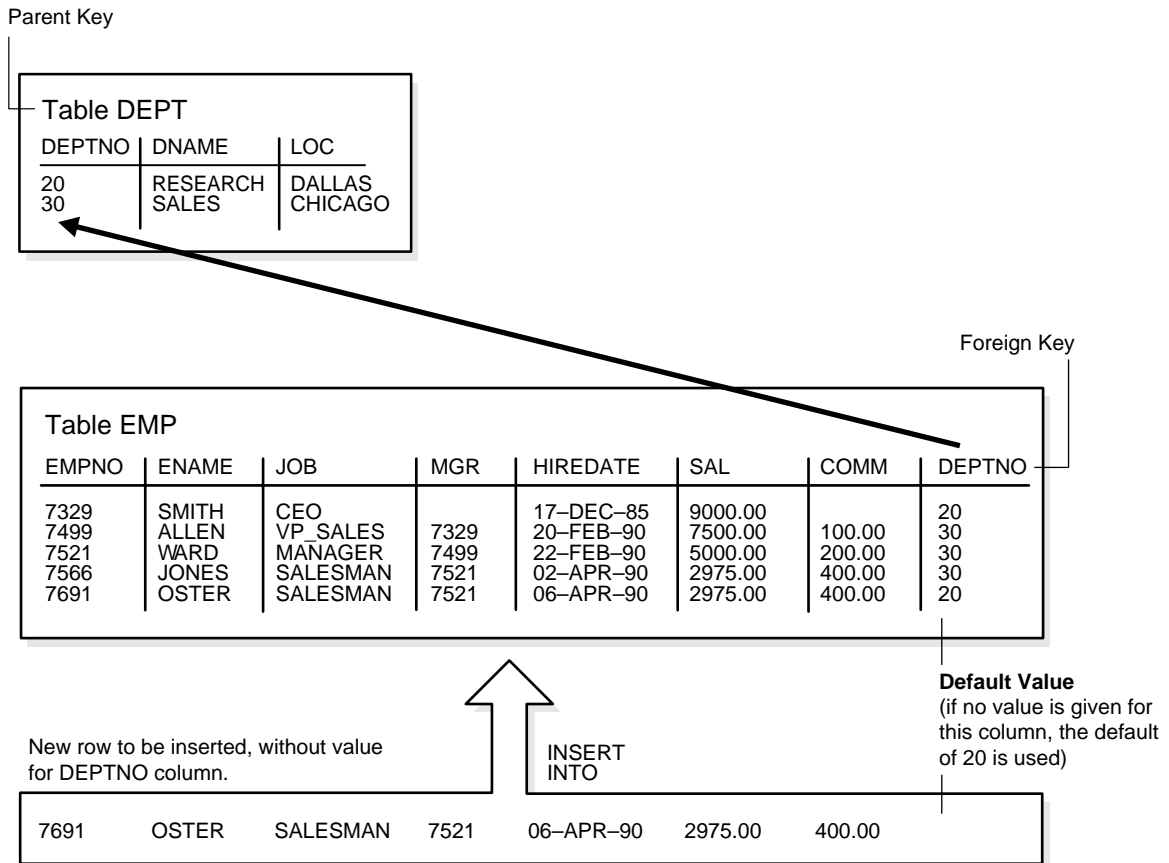 Parent Key
Table DEPT
DEPTNO DNAME LOC
20 RESEARCH DALLAS
30 SALES CHICAGO
Foreign Key
Table EMP
EMPNO ENAME JOB MGR HIREDATE SAL COMM DEPTNO
7329 SMITH CEO 17–DEC–85 9000.00 20
7499 ALLEN VP_SALES 7329 20–FEB–90 7500.00 100.00 30
7521 WARD MANAGER 7499 22–FEB–90 5000.00 200.00 30
7566 JONES SALESMAN 7521 02–APR–90 2975.00 400.00 30
7691 OSTER SALESMAN 7521 06–APR–90 2975.00 400.00 20
Default Value
(if no value is given for
this column, the default
of 20 is used)
New row to be inserted, without value
for DEPTNO column.
INSERT
INTO
7691 OSTER SALESMAN 7521 06–APR–90 2975.00 400.00